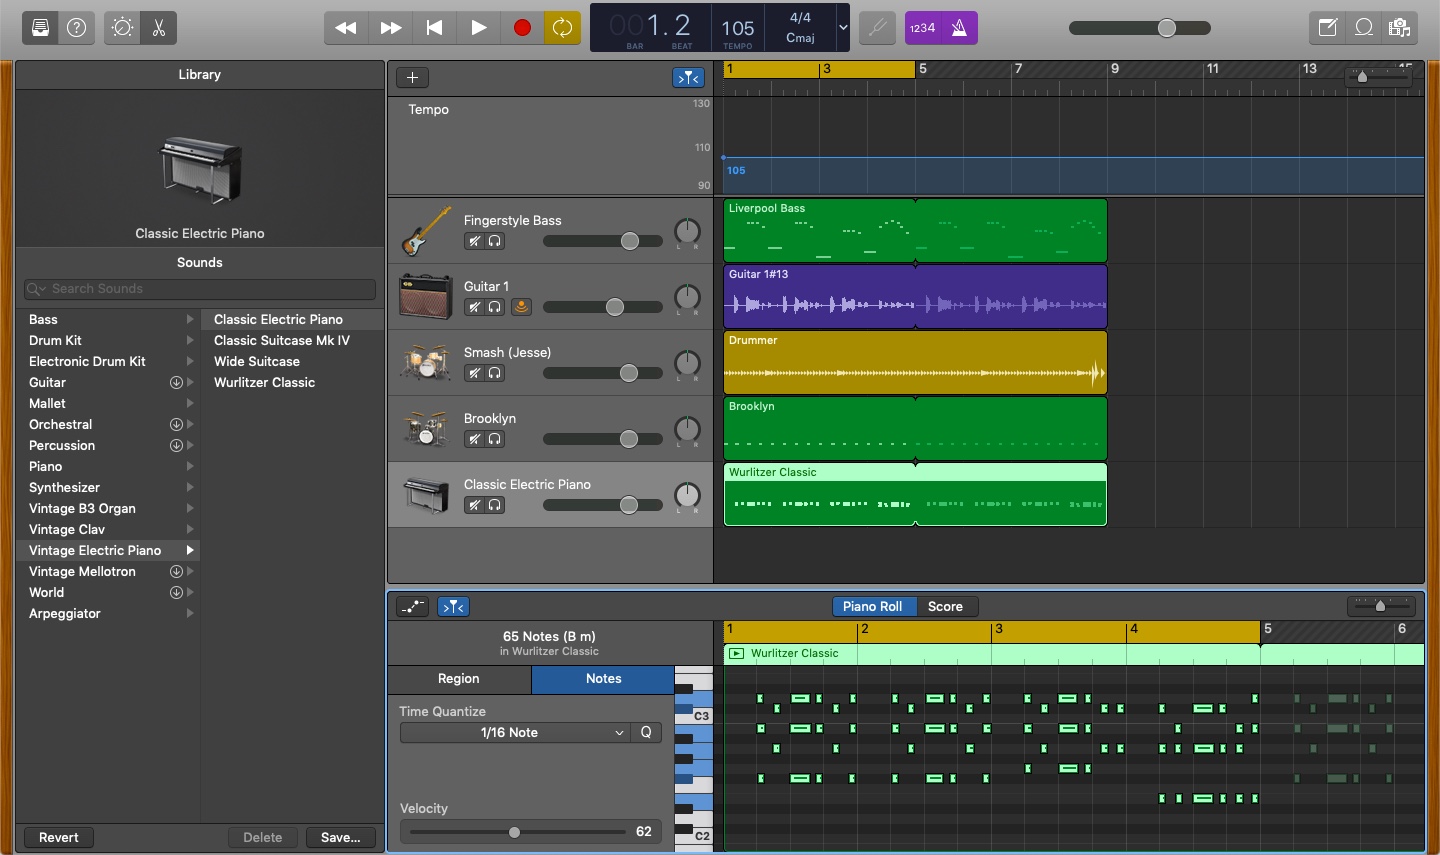 001.2
BAR
BEAT
105
TEMPO
4/4
Cmaj
1234
Library
Classic Electric Piano
Sounds
Search Sounds
Bass
Drum Kit
Electronic Drum Kit
Guitar
Mallet
Orchestral
Percussion
Piano
Synthesizer
Vintage B3 Organ
Vintage Clav
Vintage Electric Piano
Vintage Mellotron
World
Arpeggiator
Classic Electric Piano
Classic Suitcase Mk IV
Wide Suitcase
Wurlitzer Classic
Revert
Delete
Save...
1 3 5 7 9 11 13 15
Tempo
130
110
90
105
Fingerstyle Bass
L R
Guitar 1
L R
Smash (Jesse)
L R
Brooklyn
L R
Classic Electric Piano
L R
Liverpool Bass
Guitar 1#13
Drummer
Brooklyn
Wurlitzer Classic
Piano Roll
Score
65 Notes (B m)
in Wurlitzer Classic
Region
Notes
Time Quantize
1/16 Note
Q
Velocity
62
C3
C2
1 2 3 4 5 6
Wurlitzer Classic